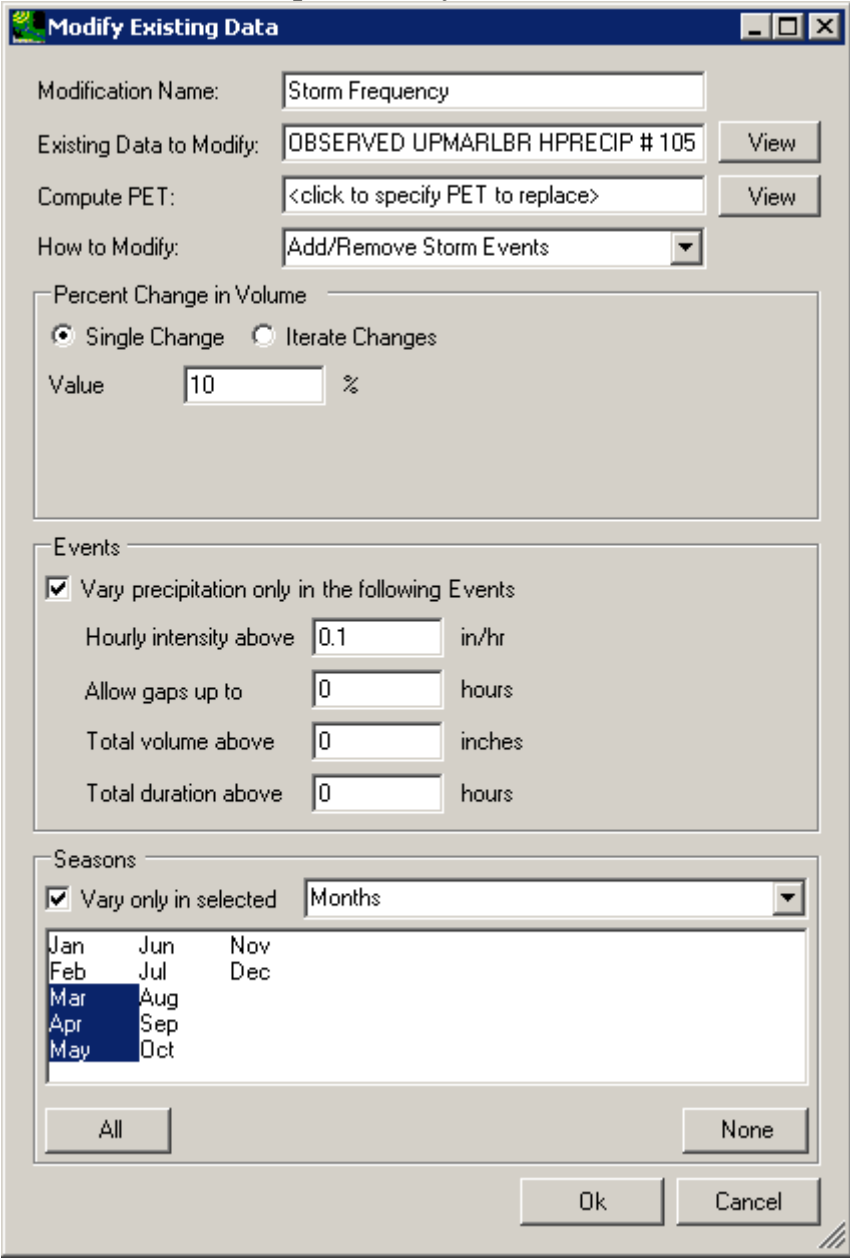 Modify Existing Data
Modification Name: Storm Frequency
Existing Data to Modify: OBSERVED UPMARLBR HPRECIP # 105 View
Compute PET: <click to specify PET to replace> View
How to Modify: Add/Remove Storm Events
Percent Change in Volume
Single Change Iterate Changes
Value 10 %
Events
Vary precipitation only in the following Events
Hourly intensity above 0.1 in/hr
Allow gaps up to 0 hours
Total volume above 0 inches
Total duration above 0 hours
Seasons
Vary only in selected Months
Jan Jun Nov
Feb Jul Dec
Mar Aug
Apr Sep
May Oct
All None
Ok Cancel